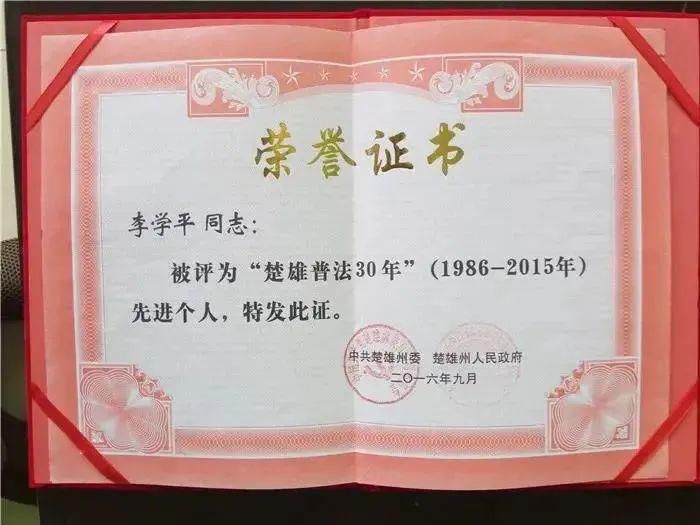 荣誉证书
李学平 同志：
被评为“楚雄普法30年”（1986-2015年）
先进个人，特发此证。
中共楚雄州委 楚雄州人民政府
二〇一六年九月